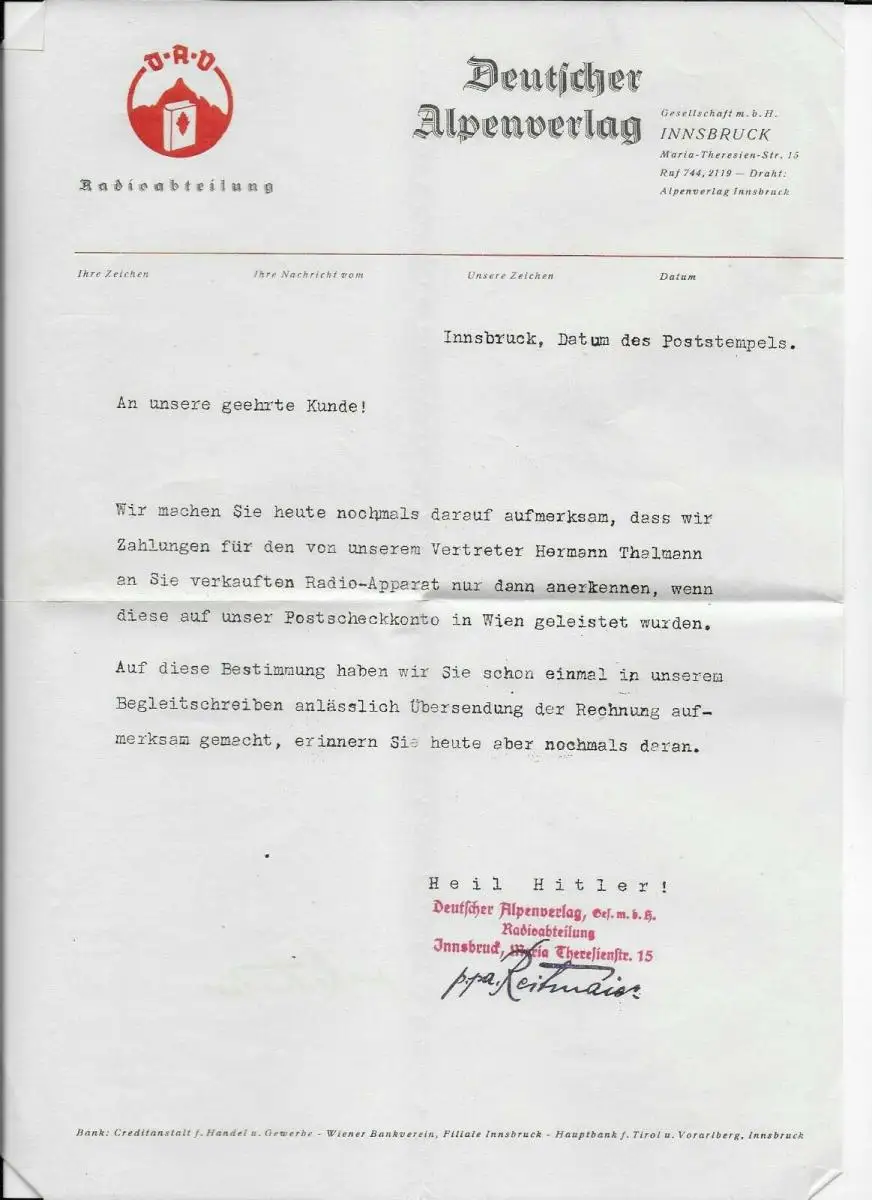 D·A·V
Radioabteilung
Deutscher
Alpenverlag
Gesellschaft m. b. H.
INNSBRUCK
Maria-Theresien-Str. 15
Ruf 744, 2119 — Draht:
Alpenverlag Innsbruck
Ihre Zeichen Ihre Nachricht vom Unsere Zeichen Datum
Innsbruck, Datum des Poststempels.
An unsere geehrte Kunde!
Wir machen Sie heute nochmals darauf aufmerksam, dass wir
Zahlungen für den von unserem Vertreter Hermann Thalmann
an Sie verkauften Radio-Apparat nur dann anerkennen, wenn
diese auf unser Postscheckkonto in Wien geleistet wurden.
Auf diese Bestimmung haben wir Sie schon einmal in unserem
Begleitschreiben anlässlich Übersendung der Rechnung auf-
merksam gemacht, erinnern Sie heute aber nochmals daran.
Heil Hitler!
Deutscher Alpenverlag, Ges. m. b. H.
Radioabteilung
Innsbruck, Maria Theresienstr. 15
p.pa. Reitmaier
Bank: Creditanstalt f. Handel u. Gewerbe - Wiener Bankverein, Filiale Innsbruck - Hauptbank f. Tirol u. Vorarlberg, Innsbruck